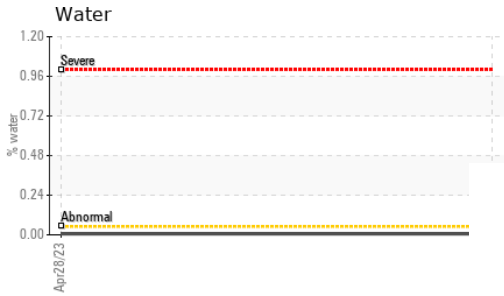 Water
1.20
Severe
0.96
0.72
% water
0.48
0.24
Abnormal
0.00
Apr28/23